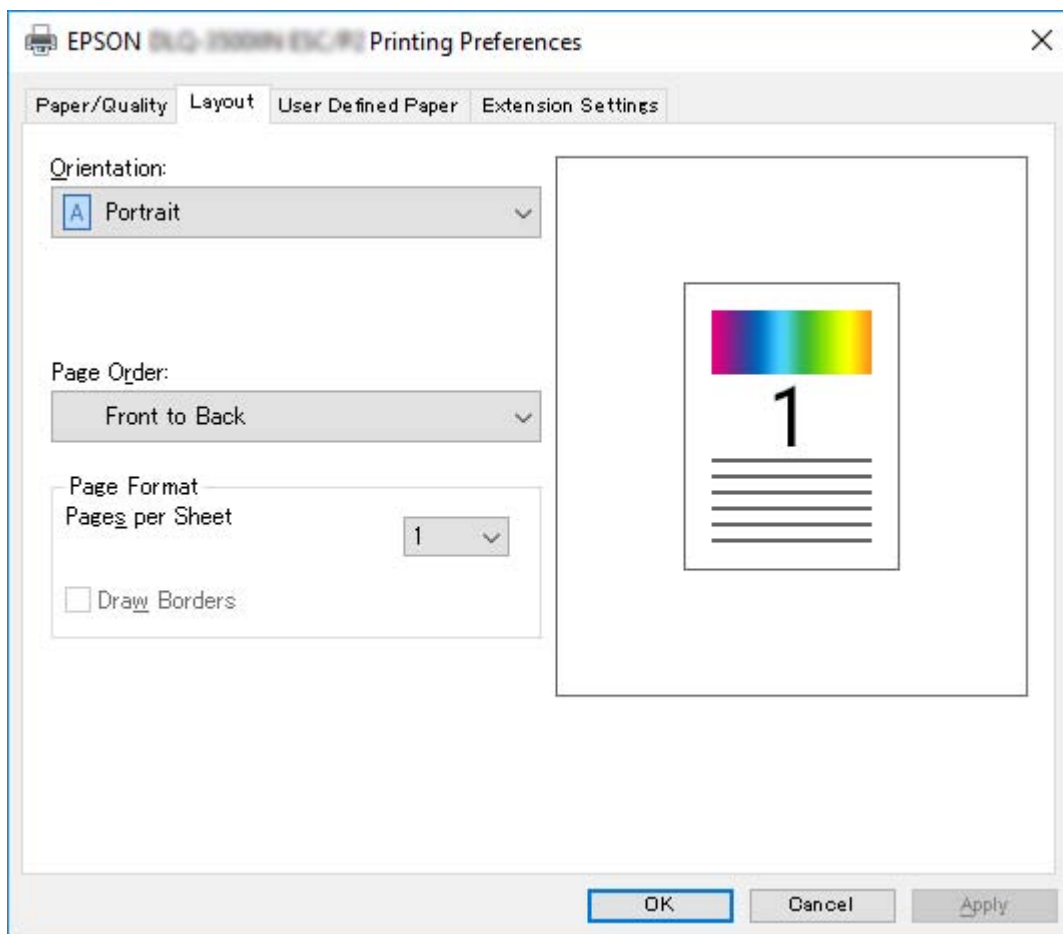 EPSON Printing Preferences
Paper/Quality Layout User Defined Paper Extension Settings
Orientation:
A Portrait
Page Order:
Front to Back
Page Format
Pages per Sheet
1
Draw Borders
1
OK Cancel Apply